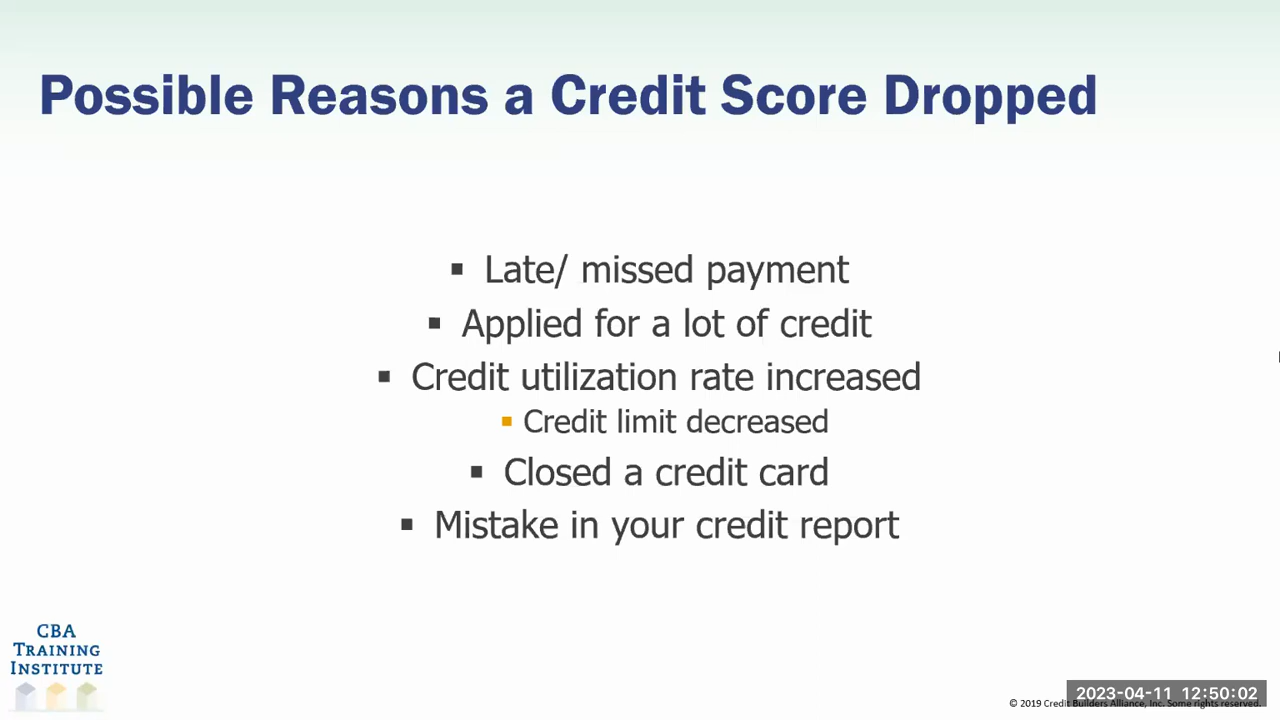 Possible Reasons a Credit Score Dropped
▪ Late/ missed payment
▪ Applied for a lot of credit
▪ Credit utilization rate increased
▪ Credit limit decreased
▪ Closed a credit card
▪ Mistake in your credit report
CBA
TRAINING
INSTITUTE
2023-04-11 12:50:02
© 2019 Credit Builders Alliance, Inc. Some rights reserved.